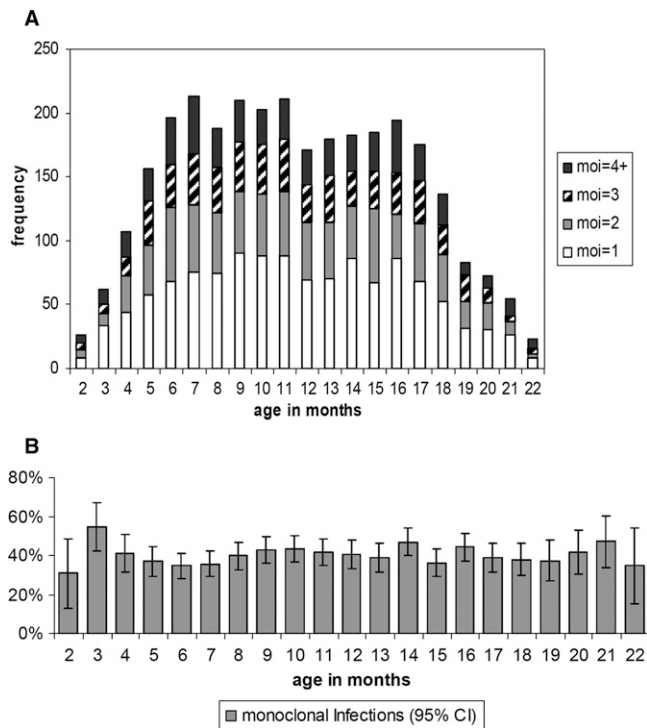 A
250
200
150
100
50
0
frequency
2 3 4 5 6 7 8 9 10 11 12 13 14 15 16 17 18 19 20 21 22
age in months
moi=4+
moi=3
moi=2
moi=1
B
80%
60%
40%
20%
0%
2 3 4 5 6 7 8 9 10 11 12 13 14 15 16 17 18 19 20 21 22
age in months
monoclonal Infections (95% CI)